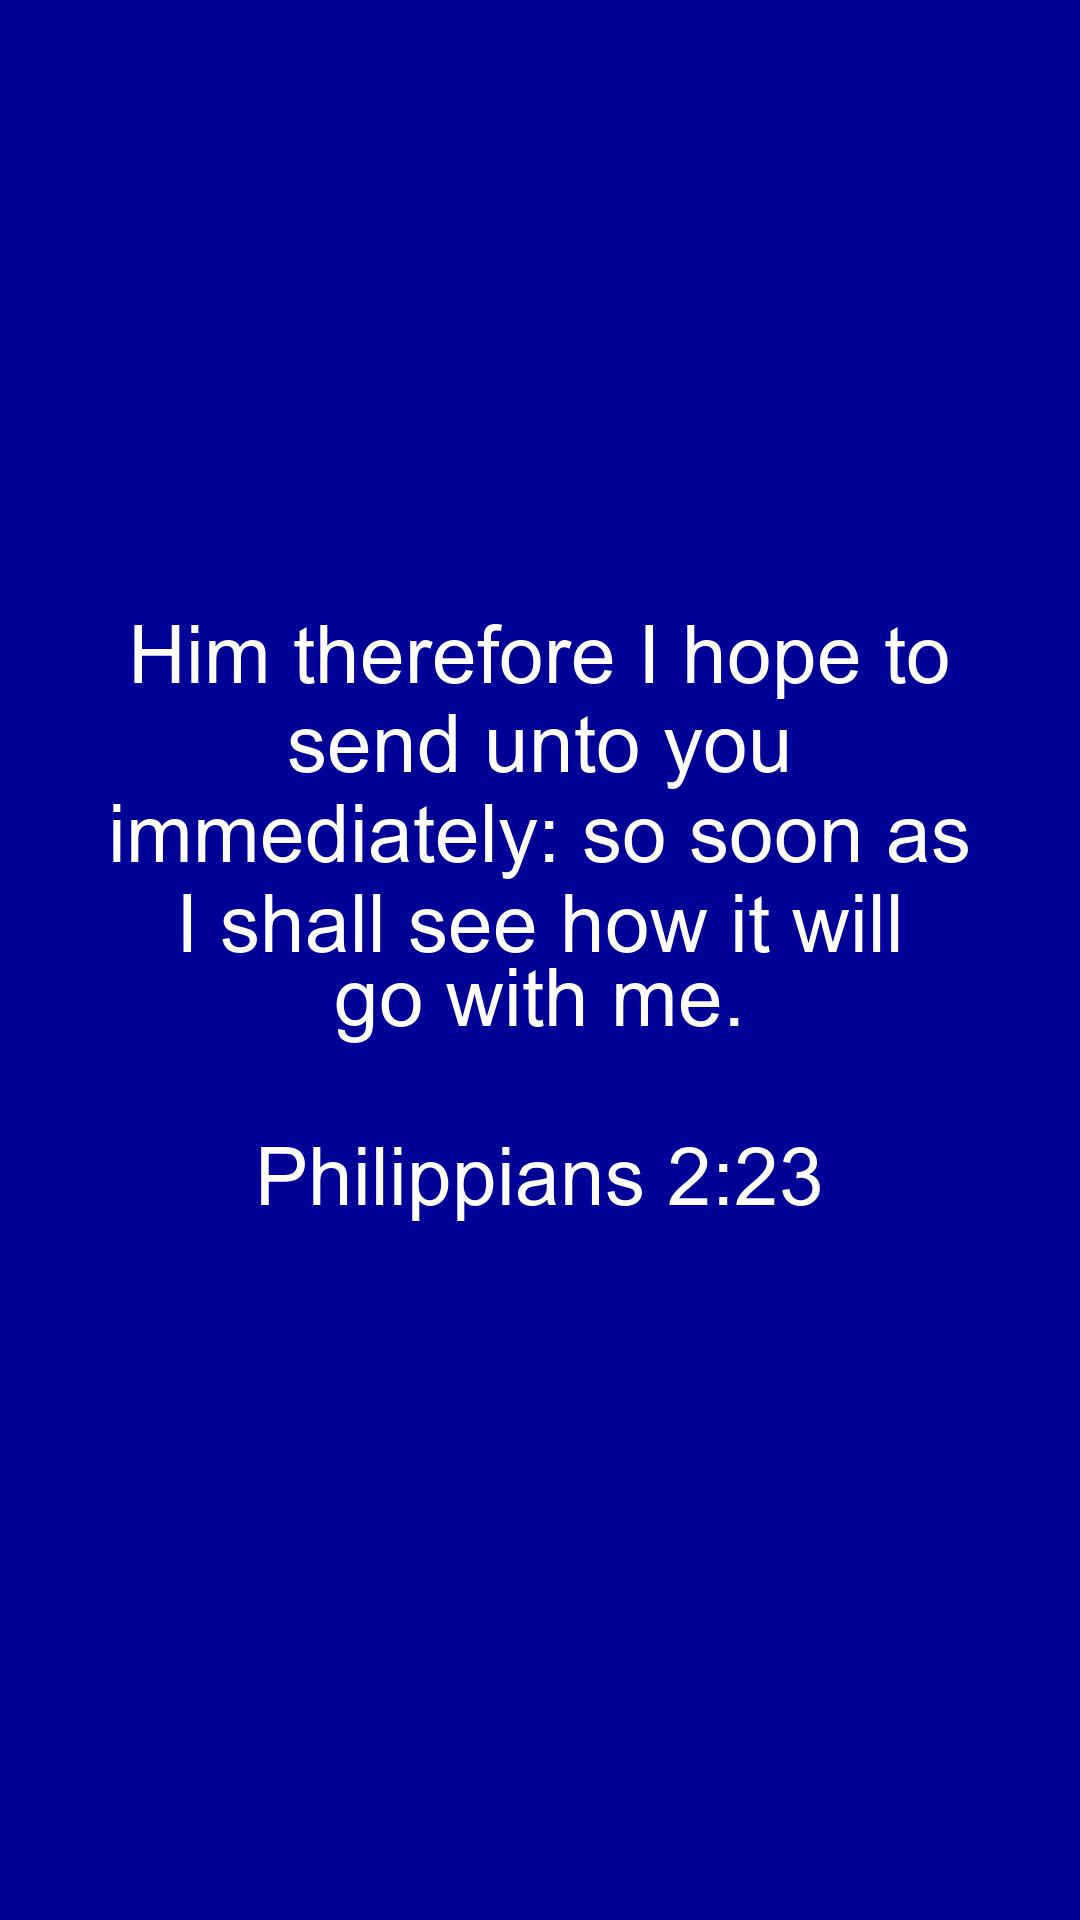 Him therefore I hope to
send unto you
immediately: so soon as
I shall see how it will
go with me.
Philippians 2:23